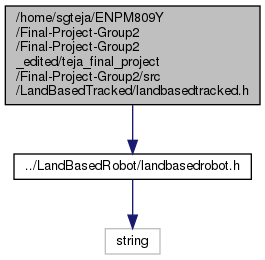 /home/sgteja/ENPM809Y
/Final-Project-Group2
/Final-Project-Group2
_edited/teja_final_project
/Final-Project-Group2/src
/LandBasedTracked/landbasedtracked.h
../LandBasedRobot/landbasedrobot.h
string